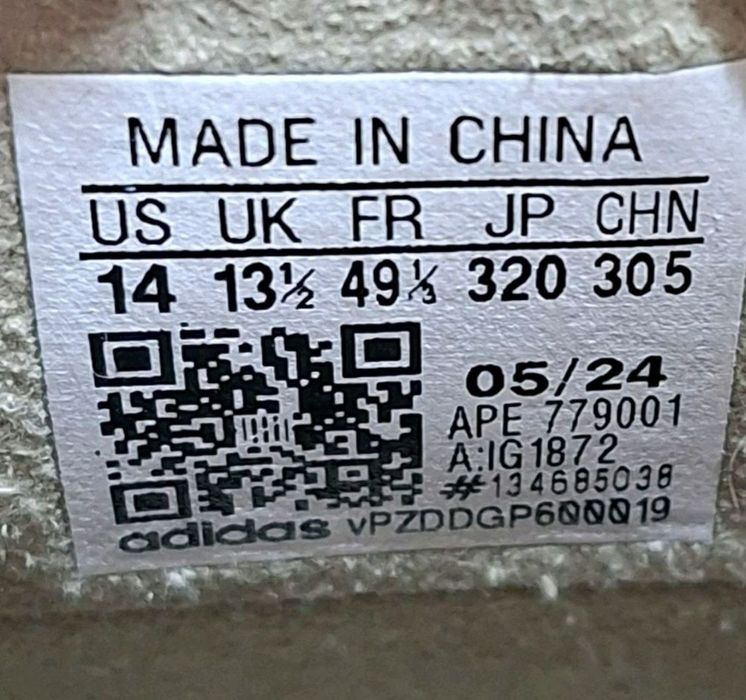 MADE IN CHINA
US UK FR JP CHN
14 13½ 49⅓ 320 305
05/24
APE 779001
A:IG1872
#134685038
adidas VPZDDGP600019